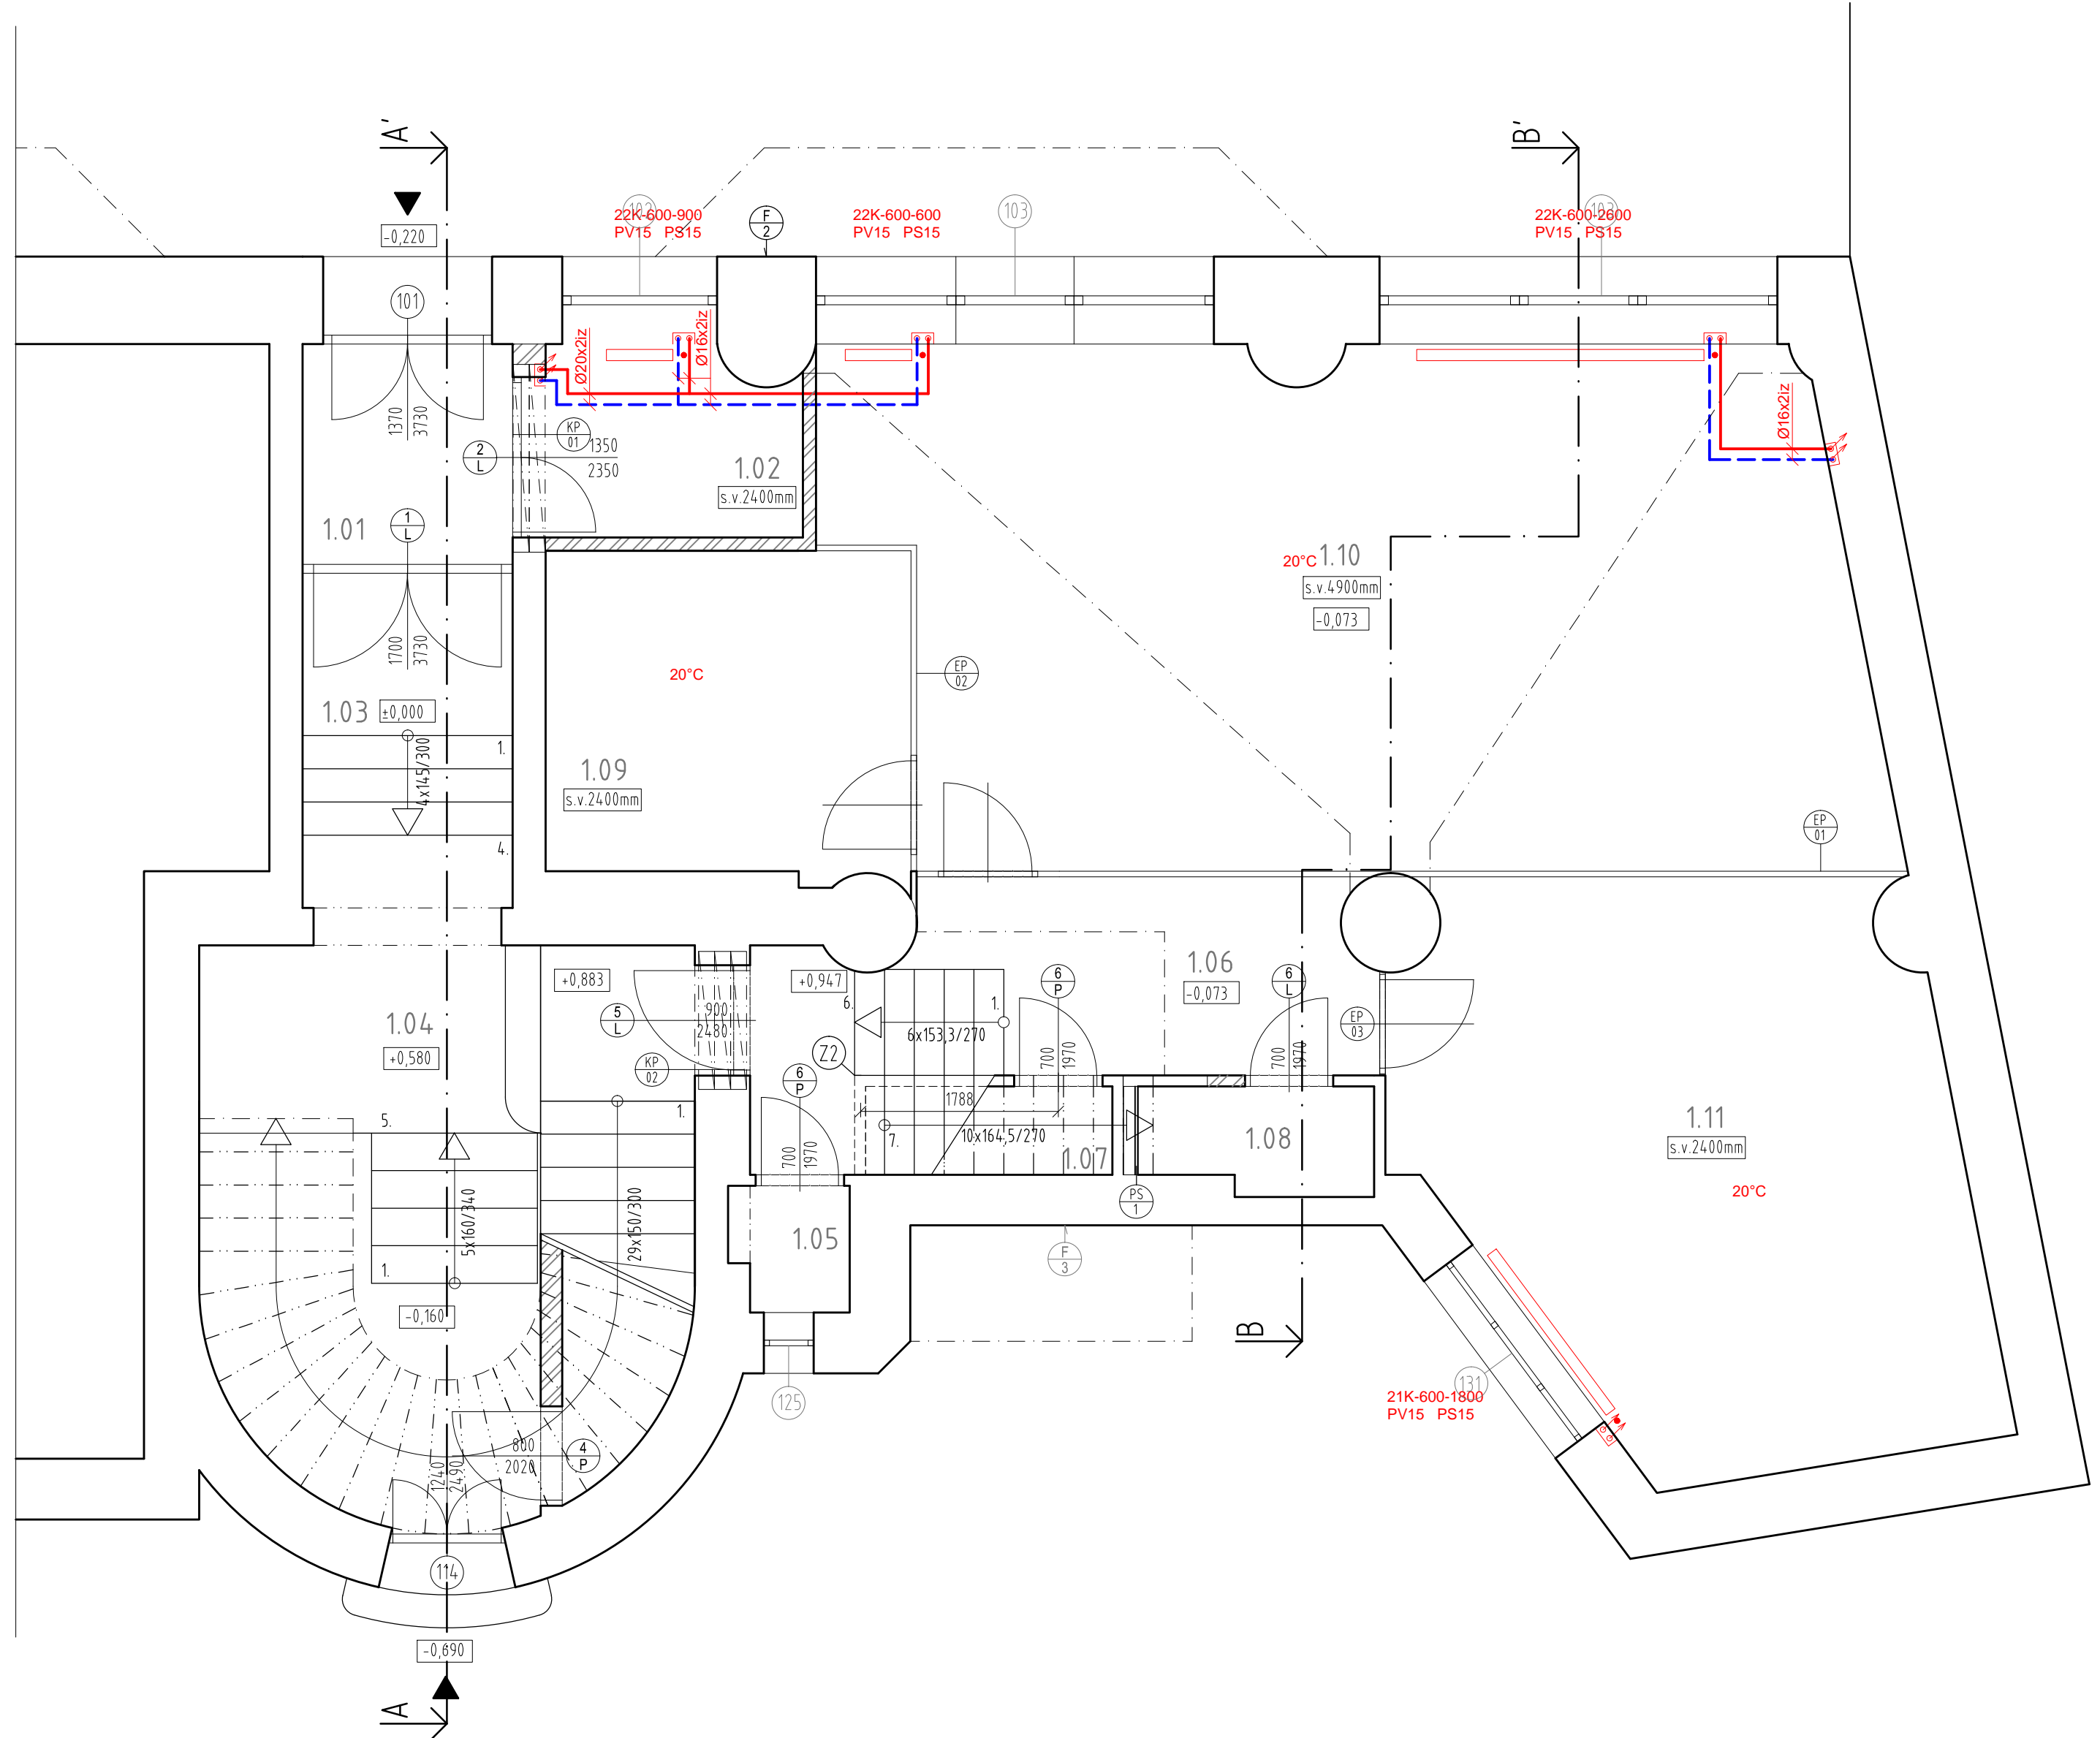 A'
B'
-0,220
102
22K-600-900
PV15 PS15
F
2
22K-600-600
PV15 PS15
103
103
22K-600-2600
PV15 PS15
101
Ø20x2iz
Ø16x2iz
Ø16x2iz
1370
3730
2
L
KP
01
1350
2350
1.02
s.v.2400mm
1.01
1
L
20°C
1.10
s.v.4900mm
-0,073
1700
3730
20°C
EP
02
1.03
±0,000
1.
4x145/300
4.
1.09
s.v.2400mm
EP
01
+0,883
+0,947
6.
1.
6x153,3/270
6
P
1.06
-0,073
6
L
EP
03
1.04
+0,580
5
L
900
2480
KP
02
Z2
6
P
700
1970
700
1970
700
1970
1788
7.
10x164,5/270
1.07
1.08
1.11
s.v.2400mm
20°C
5.
1.
5x160/340
1.
29x150/300
PS
1
1.05
F
3
-0,160
B
125
131
21K-600-1800
PV15 PS15
800
2020
4
P
1240
2490
114
-0,690
A